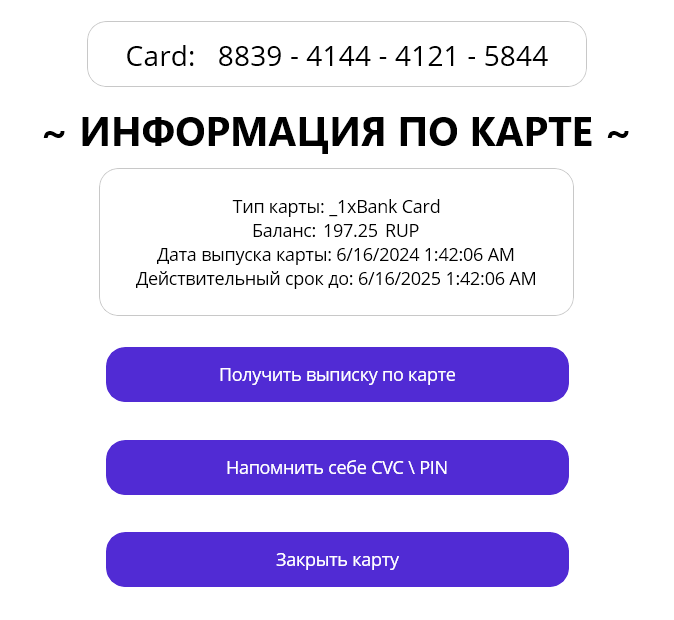 Card: 8839 - 4144 - 4121 - 5844
~ ИНФОРМАЦИЯ ПО КАРТЕ ~
Тип карты: _1xBank Card
Баланс: 197.25 RUP
Дата выпуска карты: 6/16/2024 1:42:06 AM
Действительный срок до: 6/16/2025 1:42:06 AM
Получить выписку по карте
Напомнить себе CVC \ PIN
Закрыть карту